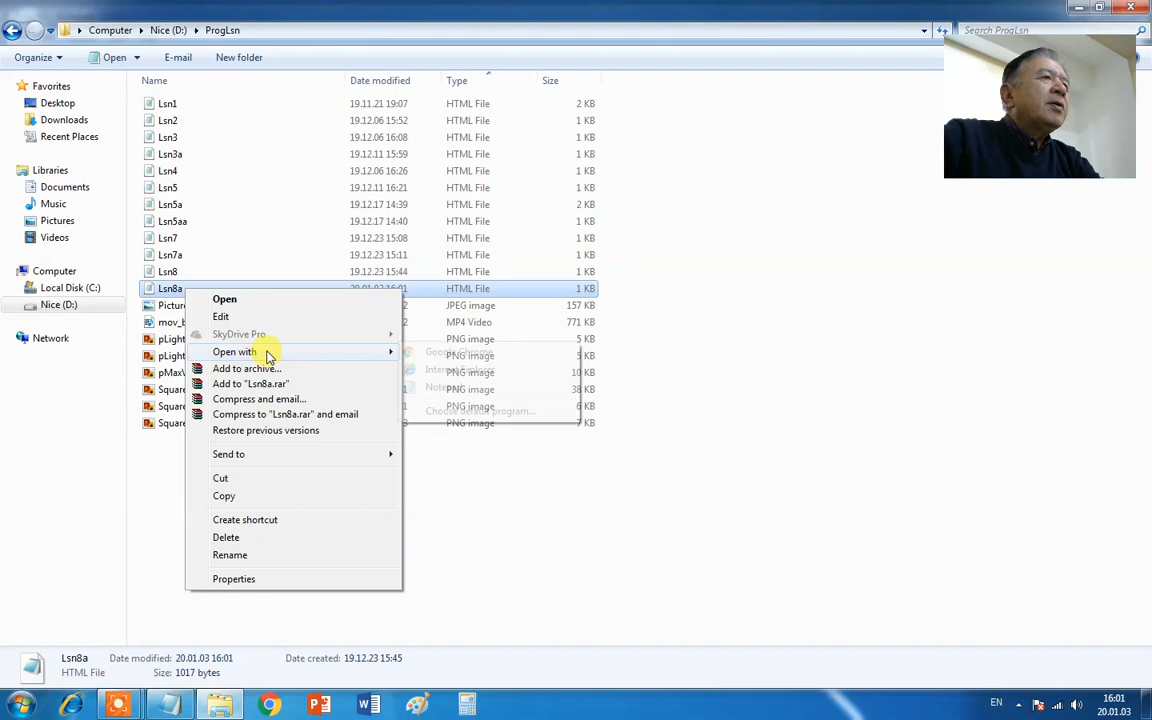 Computer ▸ Nice (D:) ▸ ProgLsn
Search ProgLsn
Organize Open E-mail New folder
Name Date modified Type Size
Favorites
Desktop
Downloads
Recent Places
Libraries
Documents
Music
Pictures
Videos
Computer
Local Disk (C:)
Nice (D:)
Network
Lsn1 19.11.21 19:07 HTML File 2 KB
Lsn2 19.12.06 15:52 HTML File 1 KB
Lsn3 19.12.06 16:08 HTML File 1 KB
Lsn3a 19.12.11 15:59 HTML File 1 KB
Lsn4 19.12.06 16:26 HTML File 1 KB
Lsn5 19.12.11 16:21 HTML File 1 KB
Lsn5a 19.12.17 14:39 HTML File 2 KB
Lsn5aa 19.12.17 14:40 HTML File 1 KB
Lsn7 19.12.23 15:08 HTML File 1 KB
Lsn7a 19.12.23 15:11 HTML File 1 KB
Lsn8 19.12.23 15:44 HTML File 1 KB
Lsn8a 20.01.03 16:01 HTML File 1 KB
JPEG image 157 KB
MP4 Video 771 KB
PNG image 5 KB
PNG image 5 KB
PNG image 10 KB
PNG image 38 KB
PNG image 6 KB
PNG image 7 KB
Open
Edit
SkyDrive Pro
Open with
Add to archive...
Add to "Lsn8a.rar"
Compress and email...
Compress to "Lsn8a.rar" and email
Restore previous versions
Send to
Cut
Copy
Create shortcut
Delete
Rename
Properties
Google Chrome
Internet Explorer
Choose default program...
Lsn8a Date modified: 20.01.03 16:01 Date created: 19.12.23 15:45
HTML File Size: 1017 bytes
EN
16:01
20.01.03